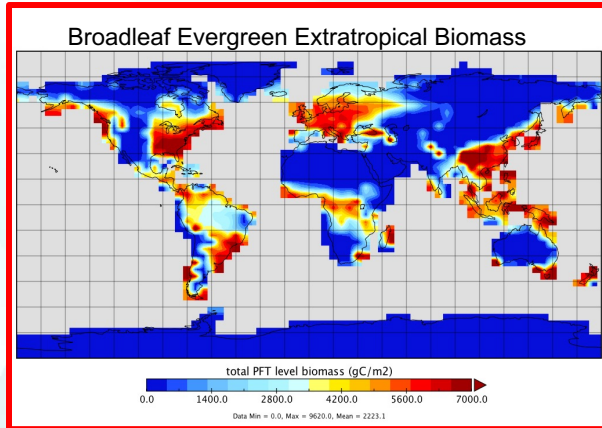 Broadleaf Evergreen Extratropical Biomass
total PFT level biomass (gC/m2)
0.0 1400.0 2800.0 4200.0 5600.0 7000.0
Data Min = 0.0, Max = 9620.0, Mean = 2223.1